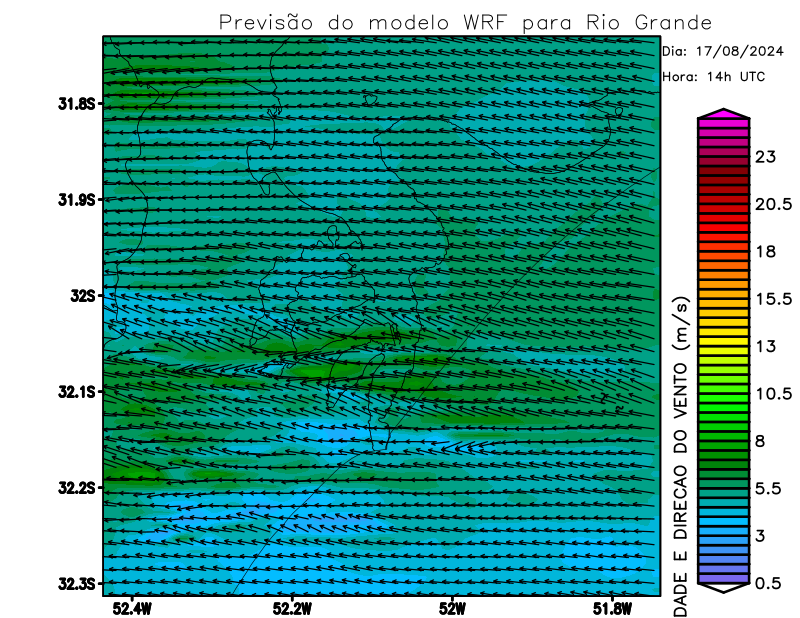 Previsão do modelo WRF para Rio Grande
Dia: 17/08/2024
Hora: 14h UTC
31.8S
31.9S
32S
32.1S
32.2S
32.3S
52.4W
52.2W
52W
51.8W
23
20.5
18
15.5
13
10.5
8
5.5
3
0.5
DADE E DIRECAO DO VENTO (m/s)